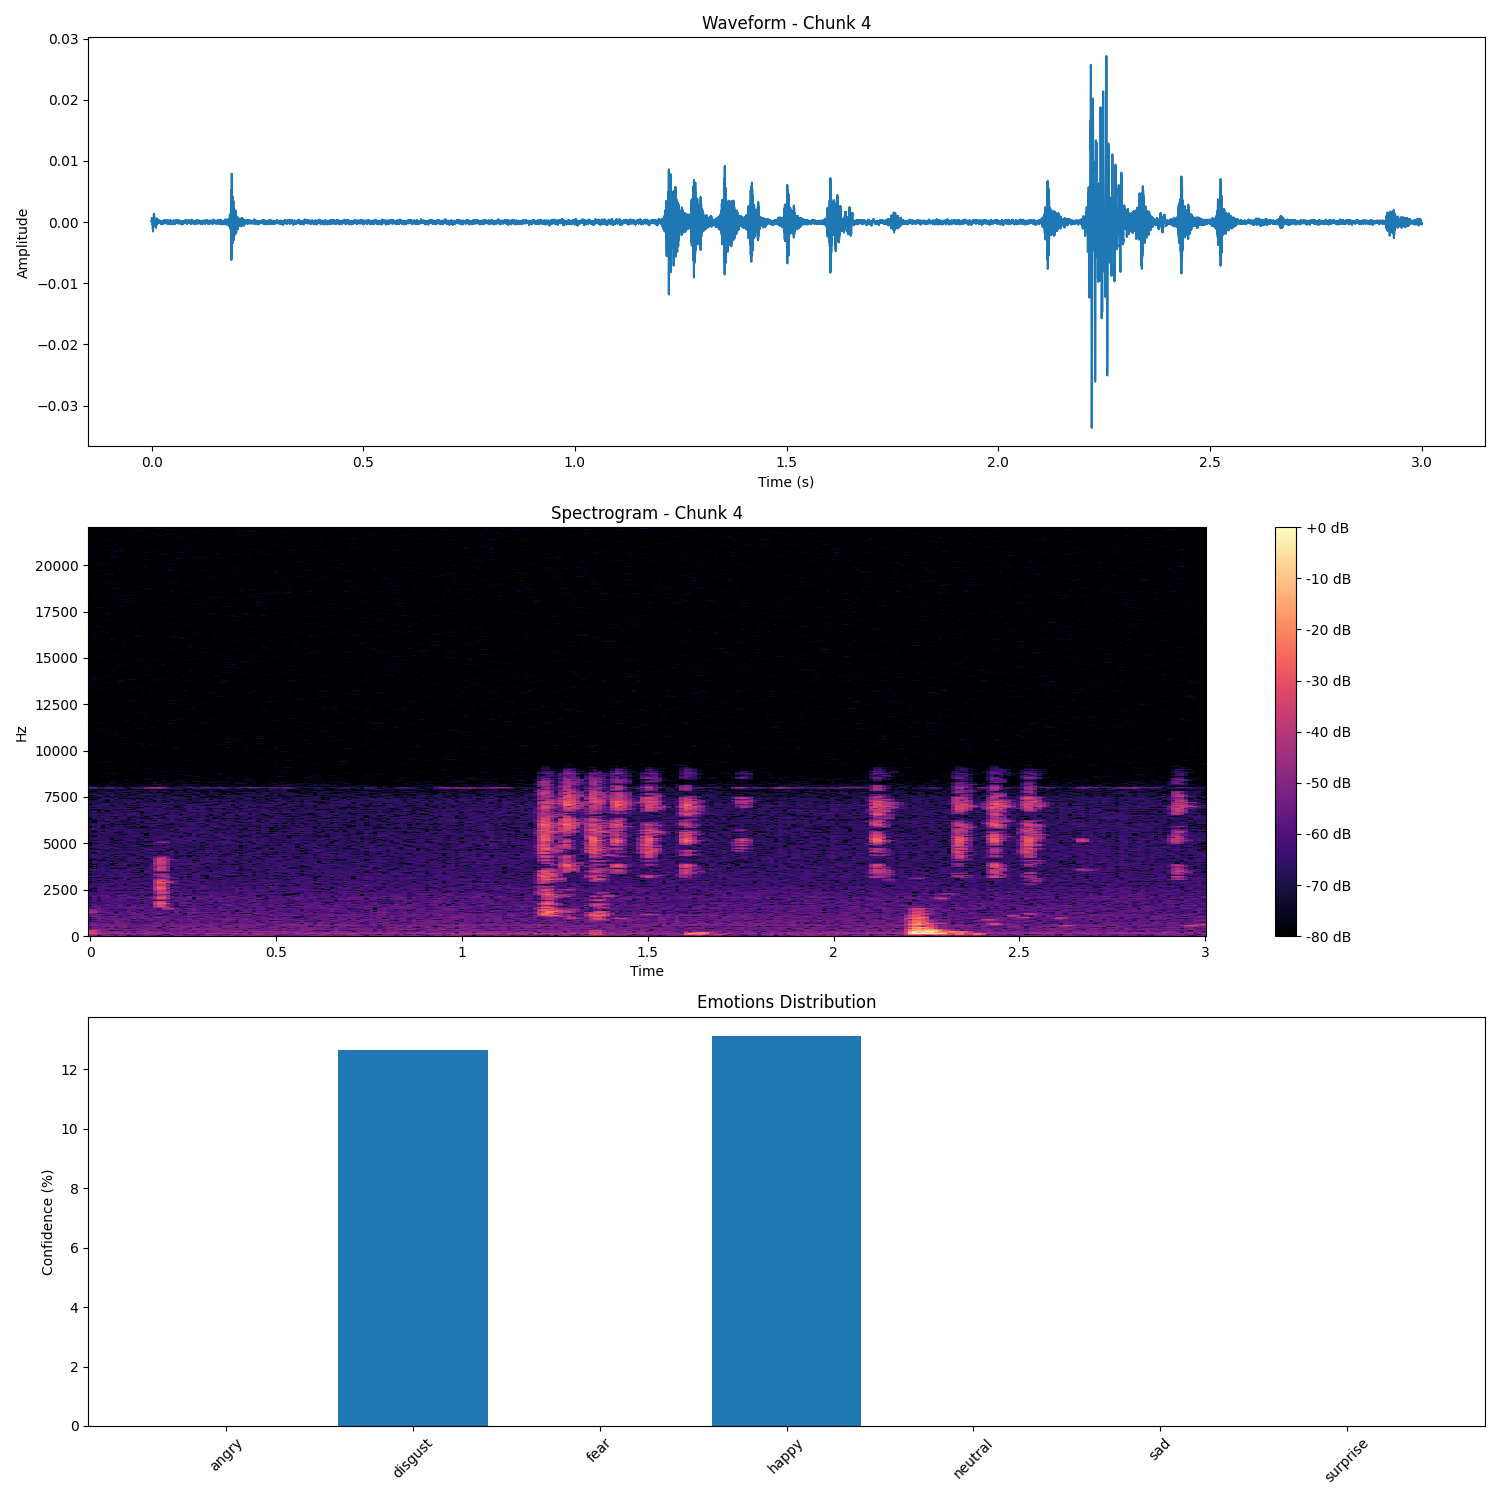 Waveform - Chunk 4
Amplitude
0.03
0.02
0.01
0.00
−0.01
−0.02
−0.03
0.0 0.5 1.0 1.5 2.0 2.5 3.0
Time (s)
Spectrogram - Chunk 4
Hz
20000
17500
15000
12500
10000
7500
5000
2500
0
0 0.5 1 1.5 2 2.5 3
Time
+0 dB
-10 dB
-20 dB
-30 dB
-40 dB
-50 dB
-60 dB
-70 dB
-80 dB
Emotions Distribution
Confidence (%)
12
10
8
6
4
2
0
angry disgust fear happy neutral sad surprise